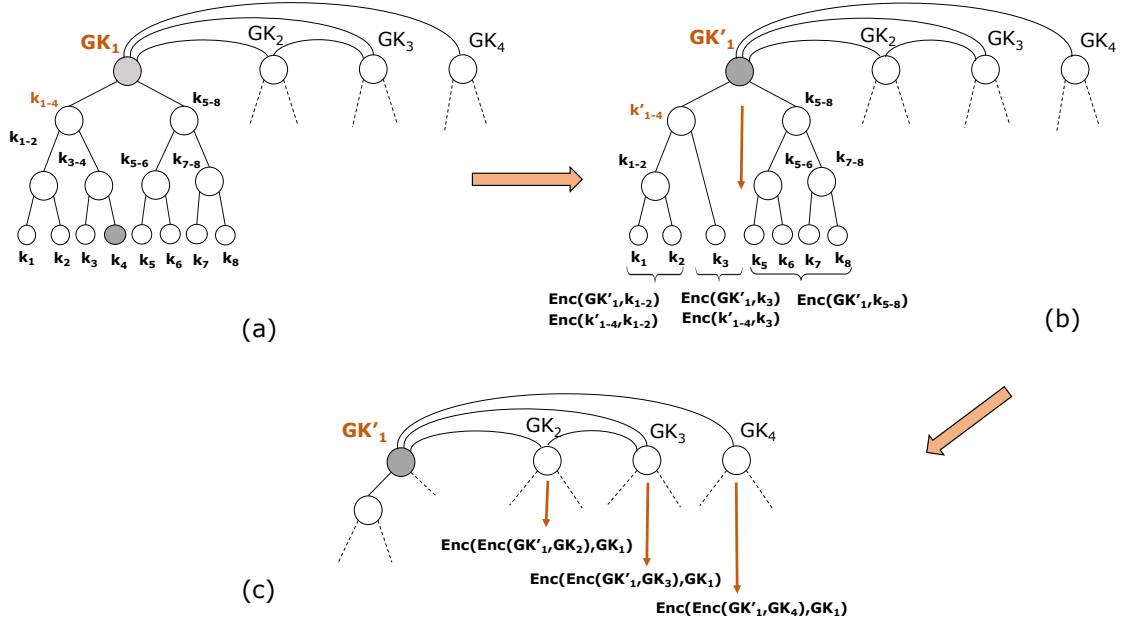 GK₁ GK₂ GK₃ GK₄
k₁₋₄ k₅₋₈
k₁₋₂ k₃₋₄ k₅₋₆ k₇₋₈
k₁ k₂ k₃ k₄ k₅ k₆ k₇ k₈
(a)
GK'₁ GK₂ GK₃ GK₄
k'₁₋₄ k₅₋₈
k₁₋₂ k₅₋₆ k₇₋₈
k₁ k₂ k₃ k₅ k₆ k₇ k₈
Enc(GK'₁,k₁₋₂) Enc(GK'₁,k₃) Enc(GK'₁,k₅₋₈)
Enc(k'₁₋₄,k₁₋₂) Enc(k'₁₋₄,k₃)
(b)
GK'₁ GK₂ GK₃ GK₄
Enc(Enc(GK'₁,GK₂),GK₁)
Enc(Enc(GK'₁,GK₃),GK₁)
Enc(Enc(GK'₁,GK₄),GK₁)
(c)